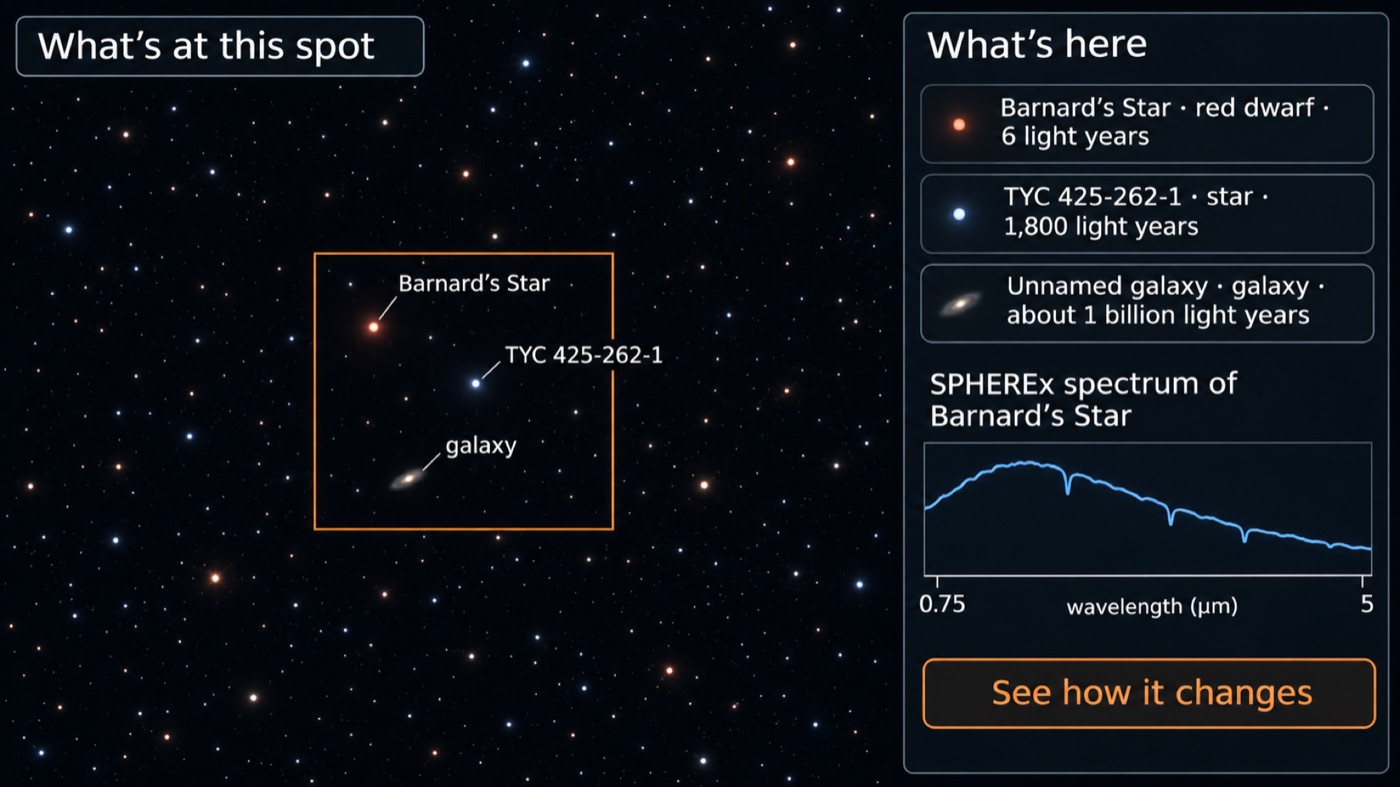 What's at this spot
Barnard's Star
TYC 425-262-1
galaxy
What's here
Barnard's Star · red dwarf ·
6 light years
TYC 425-262-1 · star ·
1,800 light years
Unnamed galaxy · galaxy ·
about 1 billion light years
SPHEREx spectrum of
Barnard's Star
0.75
wavelength (μm)
5
See how it changes